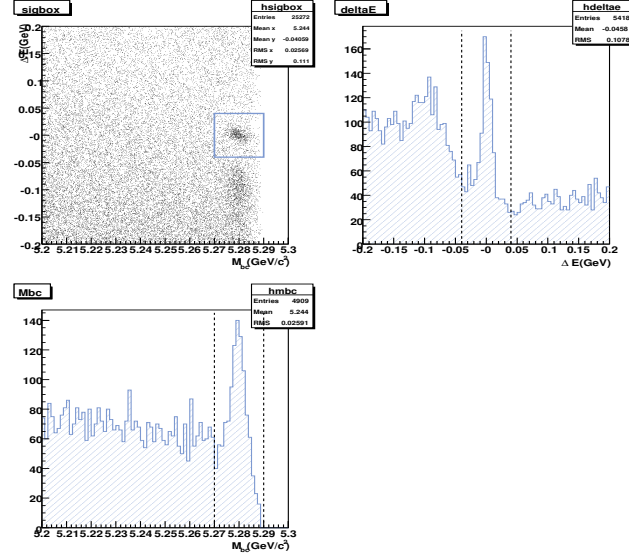 sigbox
hsigbox
Entries 25272
Mean x 5.244
Mean y -0.04059
RMS x 0.02569
RMS y 0.111
ΔE(GeV)
0.2
0.15
0.1
0.05
-0
-0.05
-0.1
-0.15
-0.2
5.2 5.21 5.22 5.23 5.24 5.25 5.26 5.27 5.28 5.29 5.3
M_bc(GeV/c²)
deltaE
hdeltae
Entries 5418
Mean -0.0458
RMS 0.1078
160
140
120
100
80
60
40
20
0
-0.2 -0.15 -0.1 -0.05 -0 0.05 0.1 0.15 0.2
Δ E(GeV)
Mbc
hmbc
Entries 4909
Mean 5.244
RMS 0.02591
140
120
100
80
60
40
20
0
5.2 5.21 5.22 5.23 5.24 5.25 5.26 5.27 5.28 5.29 5.3
M_bc(GeV/c²)